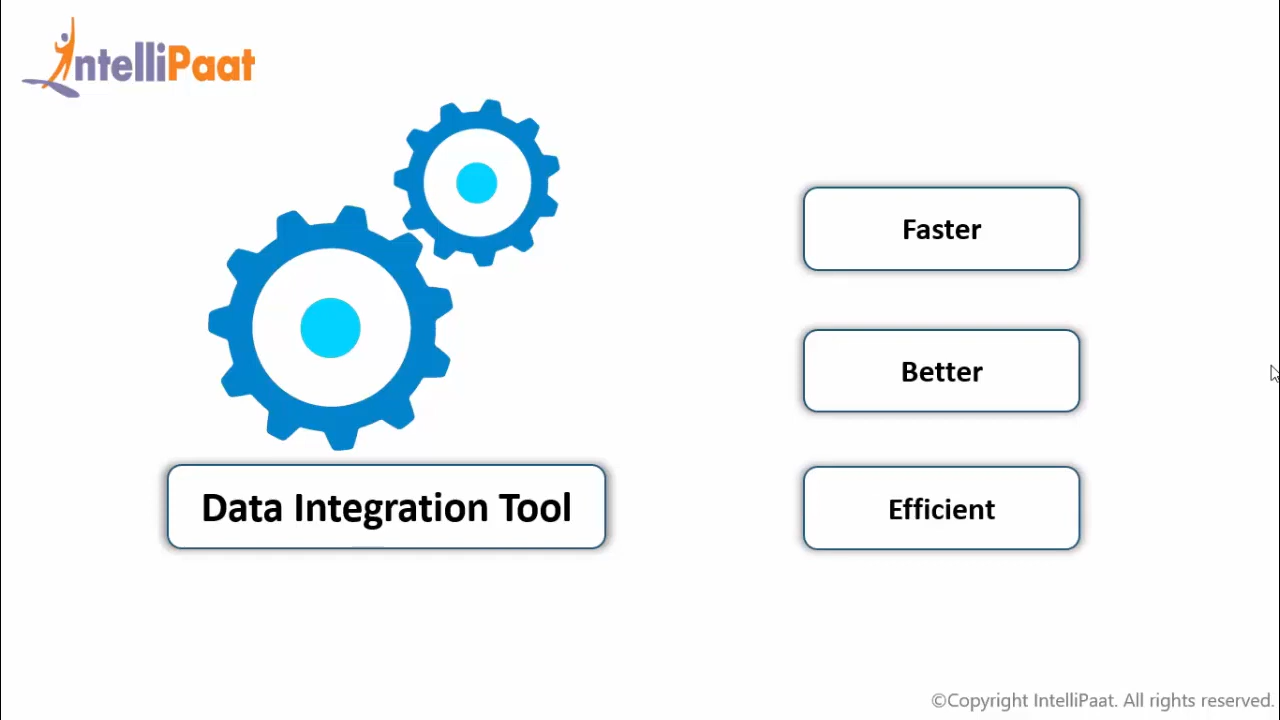 IntelliPaat
Faster
Better
Data Integration Tool
Efficient
©Copyright IntelliPaat. All rights reserved.